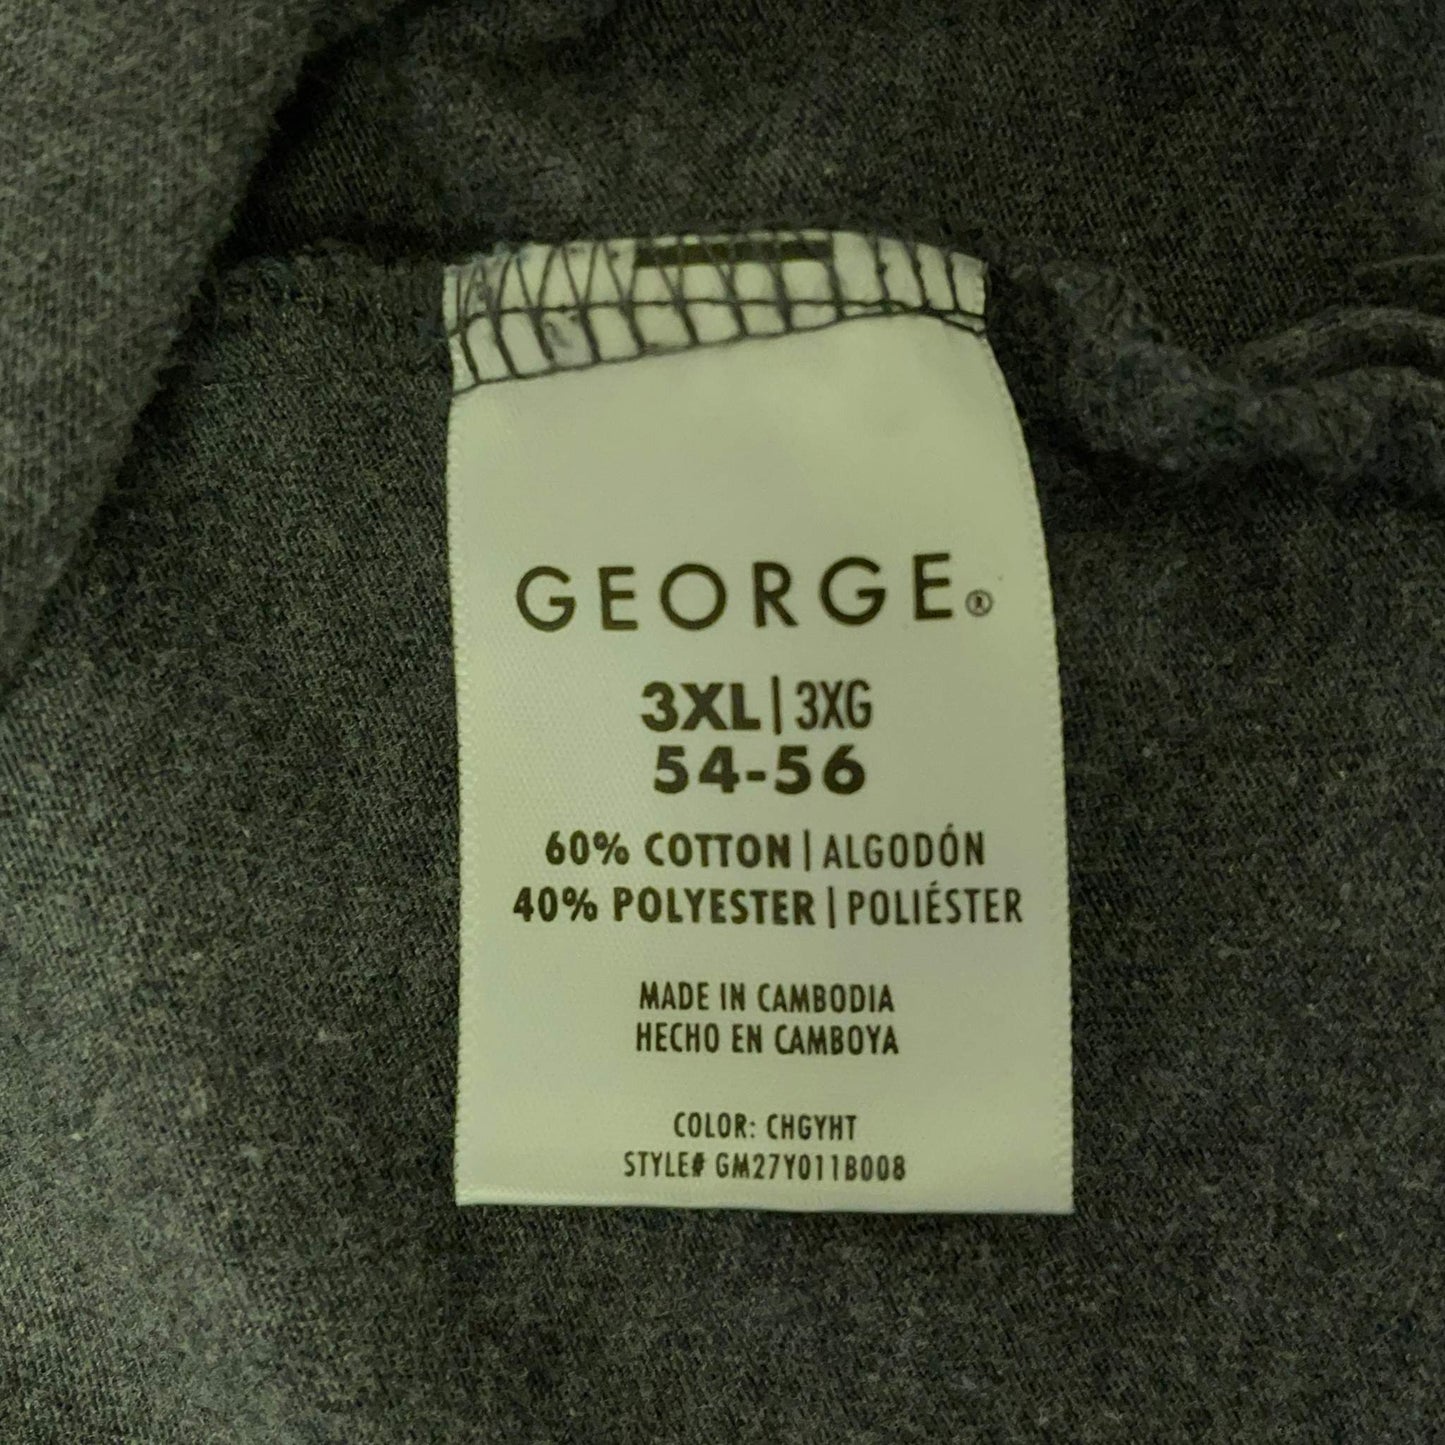 GEORGE®
3XL|3XG
54-56
60% COTTON|ALGODÓN
40% POLYESTER|POLIÉSTER
MADE IN CAMBODIA
HECHO EN CAMBOYA
COLOR: CHGYHT
STYLE# GM27Y011B008